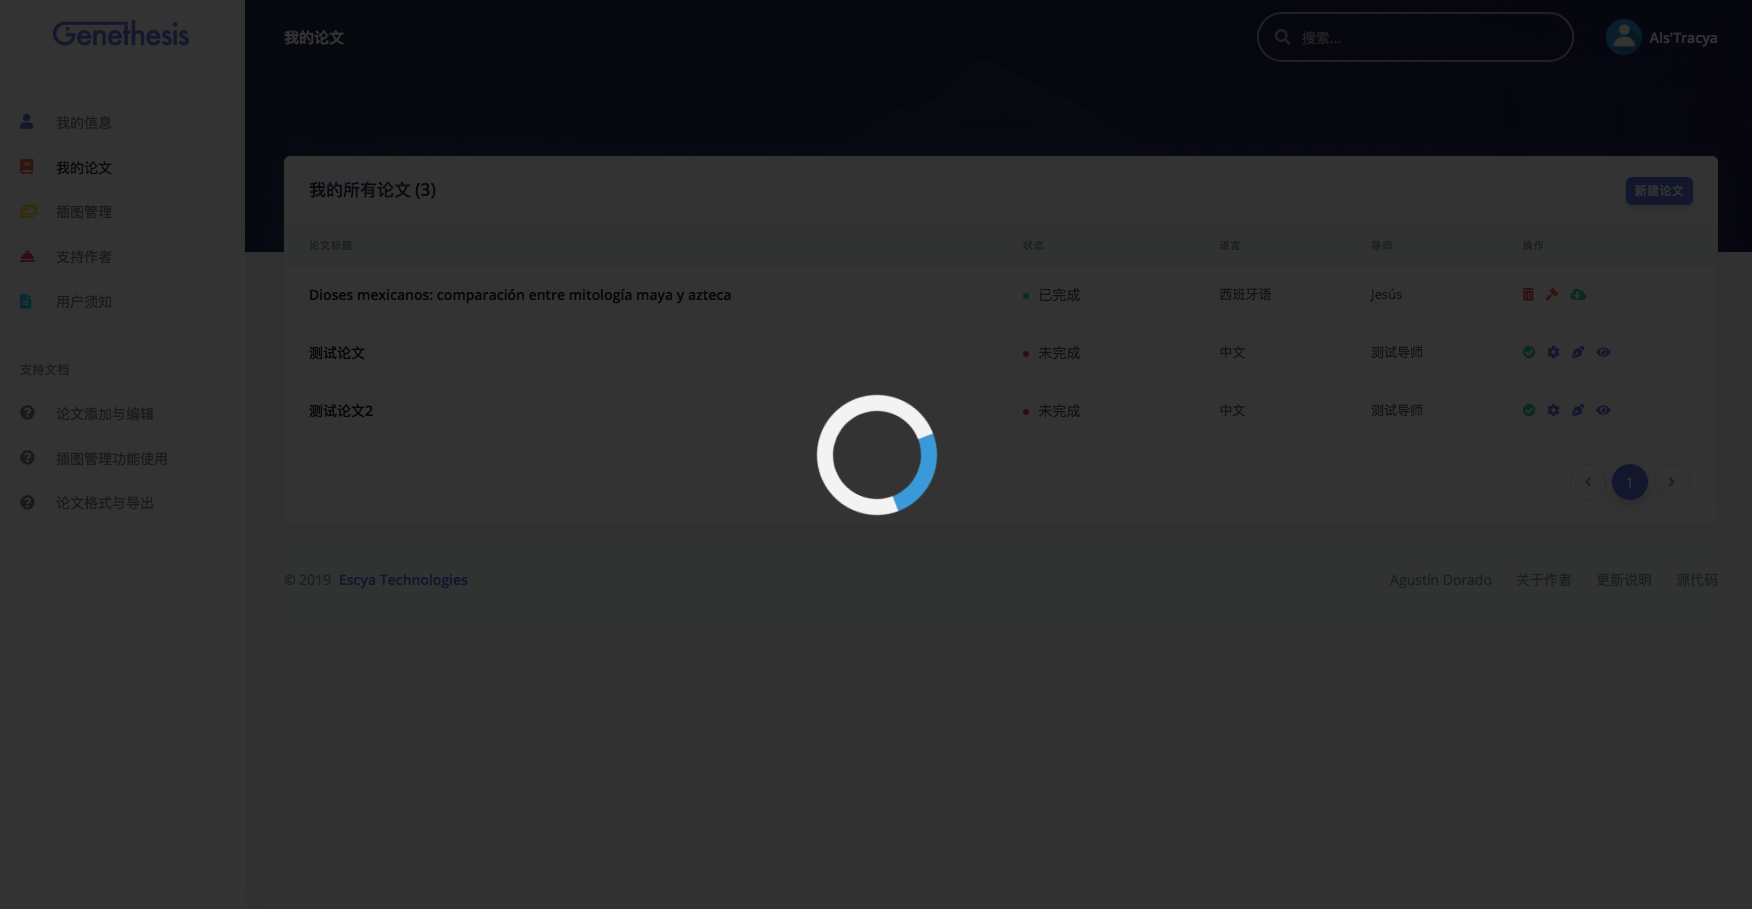 Genethesis
我的论文
搜索...
Als'Tracya
我的信息
我的论文
插图管理
支持作者
用户须知
支持文档
论文添加与编辑
插图管理功能使用
论文格式与导出
我的所有论文 (3)
新建论文
论文标题 状态 语言 导师 操作
Dioses mexicanos: comparación entre mitología maya y azteca 已完成 西班牙语 Jesús
测试论文 未完成 中文 测试导师
测试论文2 未完成 中文 测试导师
1
© 2019 Escya Technologies
Agustín Dorado 关于作者 更新说明 源代码